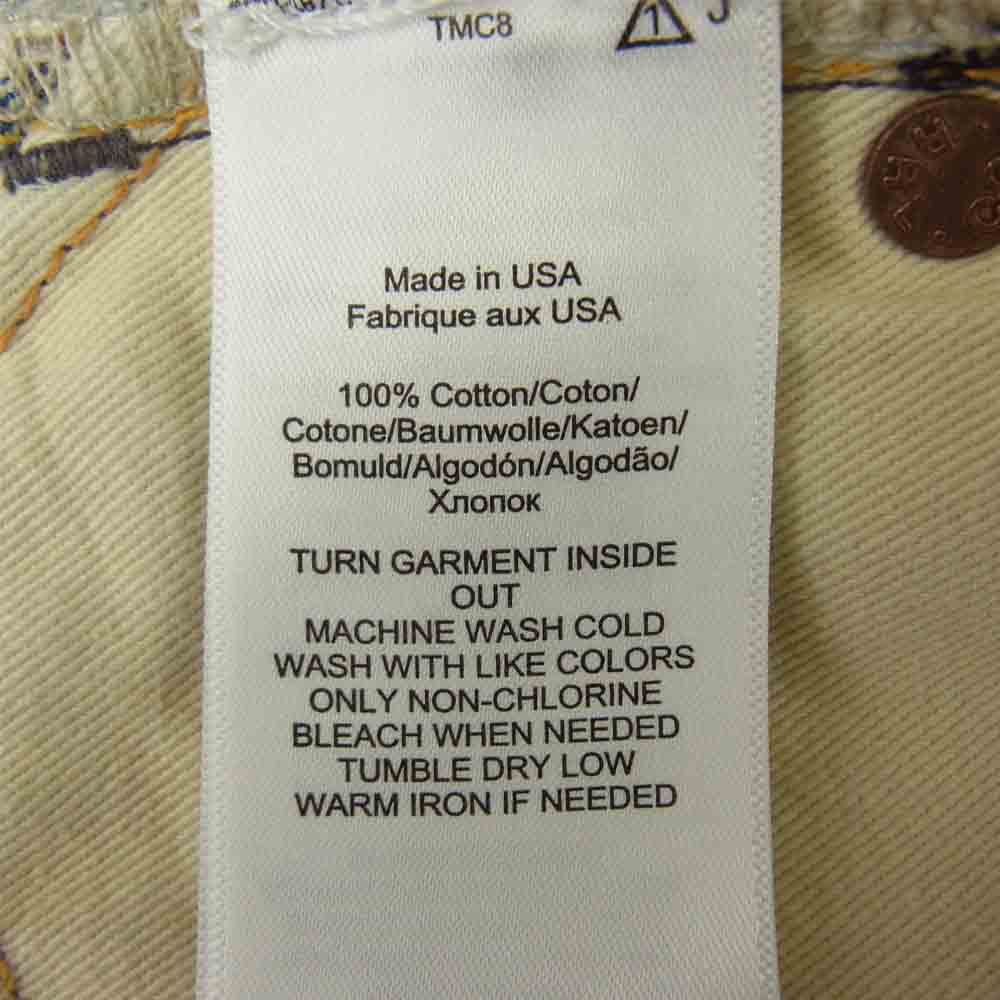 TMC8
1 J
Made in USA
Fabrique aux USA
100% Cotton/Coton/
Cotone/Baumwolle/Katoen/
Bomuld/Algodón/Algodão/
Хлопок
TURN GARMENT INSIDE
OUT
MACHINE WASH COLD
WASH WITH LIKE COLORS
ONLY NON-CHLORINE
BLEACH WHEN NEEDED
TUMBLE DRY LOW
WARM IRON IF NEEDED